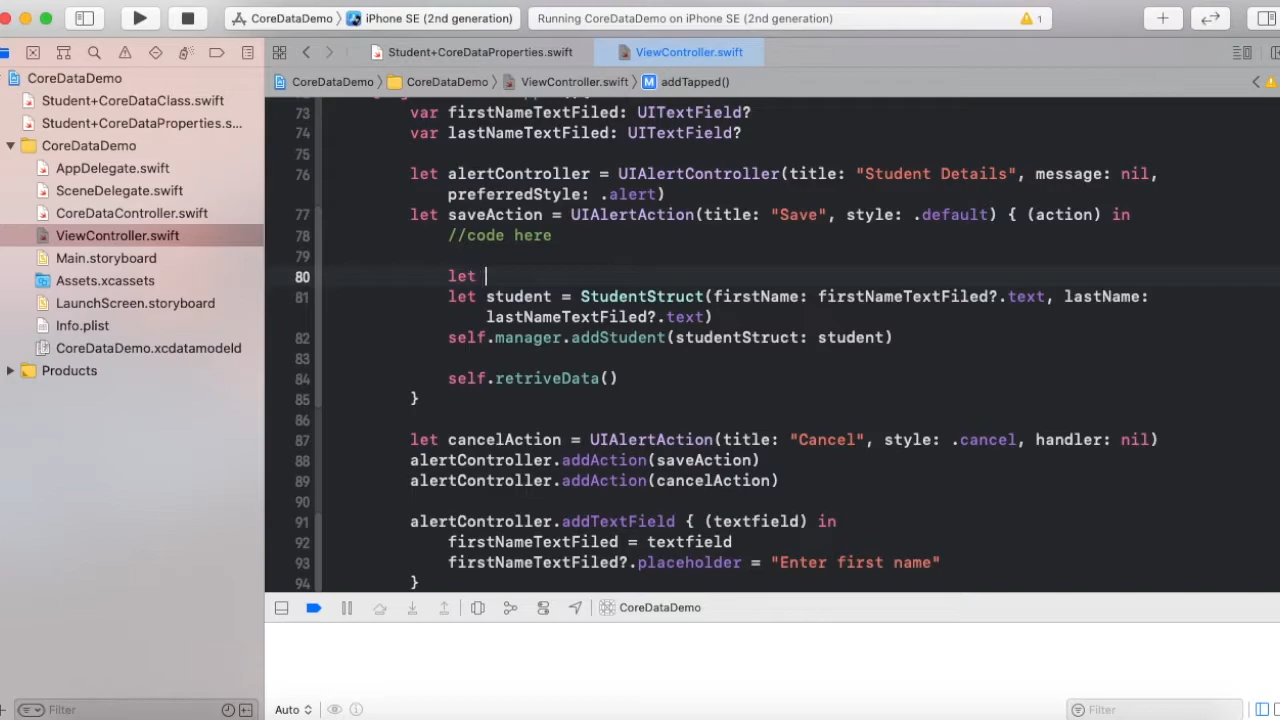 CoreDataDemo
iPhone SE (2nd generation)
Running CoreDataDemo on iPhone SE (2nd generation)
1
Student+CoreDataProperties.swift
ViewController.swift
CoreDataDemo
CoreDataDemo
ViewController.swift
M
addTapped()
CoreDataDemo
Student+CoreDataClass.swift
Student+CoreDataProperties.s...
CoreDataDemo
AppDelegate.swift
SceneDelegate.swift
CoreDataController.swift
ViewController.swift
Main.storyboard
Assets.xcassets
LaunchScreen.storyboard
Info.plist
CoreDataDemo.xcdatamodeld
Products
73 var firstNameTextFiled: UITextField?
74 var lastNameTextFiled: UITextField?
75
76 let alertController = UIAlertController(title: "Student Details", message: nil,
preferredStyle: .alert)
77 let saveAction = UIAlertAction(title: "Save", style: .default) { (action) in
78 //code here
79
80 let
81 let student = StudentStruct(firstName: firstNameTextFiled?.text, lastName:
lastNameTextFiled?.text)
82 self.manager.addStudent(studentStruct: student)
83
84 self.retriveData()
85 }
86
87 let cancelAction = UIAlertAction(title: "Cancel", style: .cancel, handler: nil)
88 alertController.addAction(saveAction)
89 alertController.addAction(cancelAction)
90
91 alertController.addTextField { (textfield) in
92 firstNameTextFiled = textfield
93 firstNameTextFiled?.placeholder = "Enter first name"
94 }
CoreDataDemo
Filter
Auto
Filter